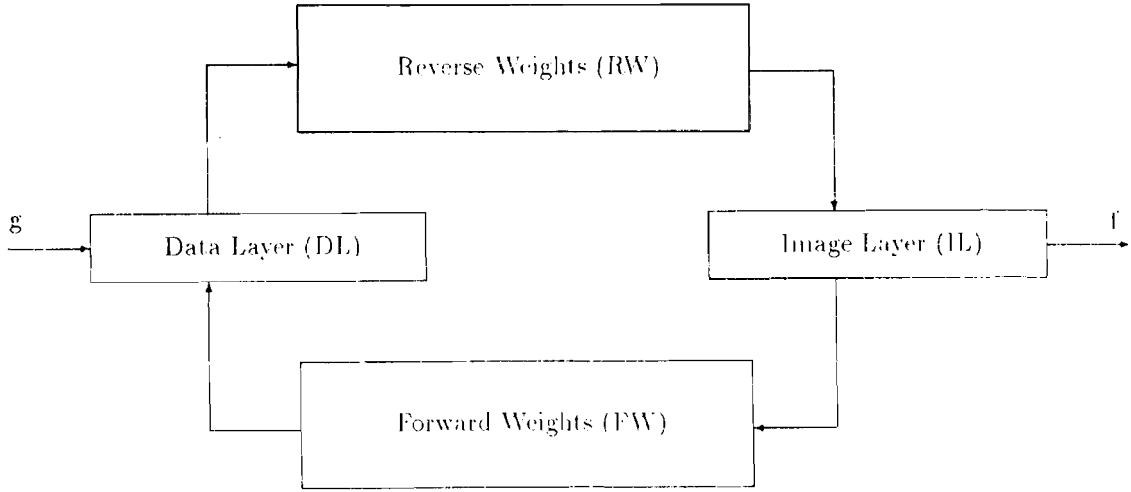 Reverse Weights (RW)
g
Data Layer (DL)
Image Layer (IL)
f
Forward Weights (FW)